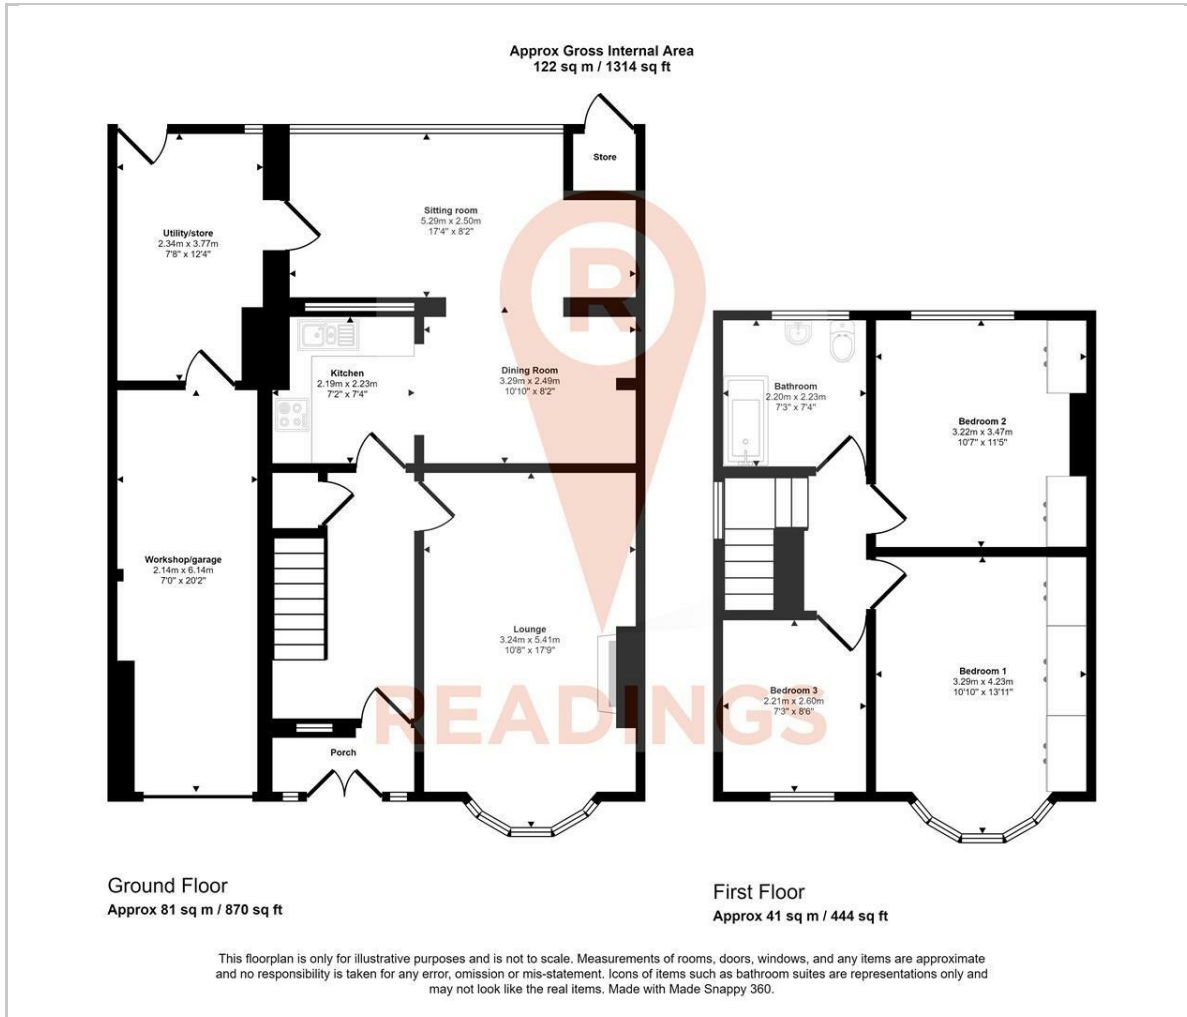 Approx Gross Internal Area
122 sq m / 1314 sq ft
Store
Sitting room
5.29m x 2.50m
17'4" x 8'2"
Utility/store
2.34m x 3.77m
7'8" x 12'4"
Kitchen
2.19m x 2.23m
7'2" x 7'4"
Dining Room
3.29m x 2.49m
10'10" x 8'2"
Workshop/garage
2.14m x 6.14m
7'0" x 20'2"
Lounge
3.24m x 5.41m
10'8" x 17'9"
Porch
Bathroom
2.20m x 2.23m
7'3" x 7'4"
Bedroom 2
3.22m x 3.47m
10'7" x 11'5"
Bedroom 1
3.29m x 4.23m
10'10" x 13'11"
Bedroom 3
2.21m x 2.60m
7'3" x 8'6"
R
READINGS
Ground Floor
Approx 81 sq m / 870 sq ft
First Floor
Approx 41 sq m / 444 sq ft
This floorplan is only for illustrative purposes and is not to scale. Measurements of rooms, doors, windows, and any items are approximate
and no responsibility is taken for any error, omission or mis-statement. Icons of items such as bathroom suites are representations only and
may not look like the real items. Made with Made Snappy 360.